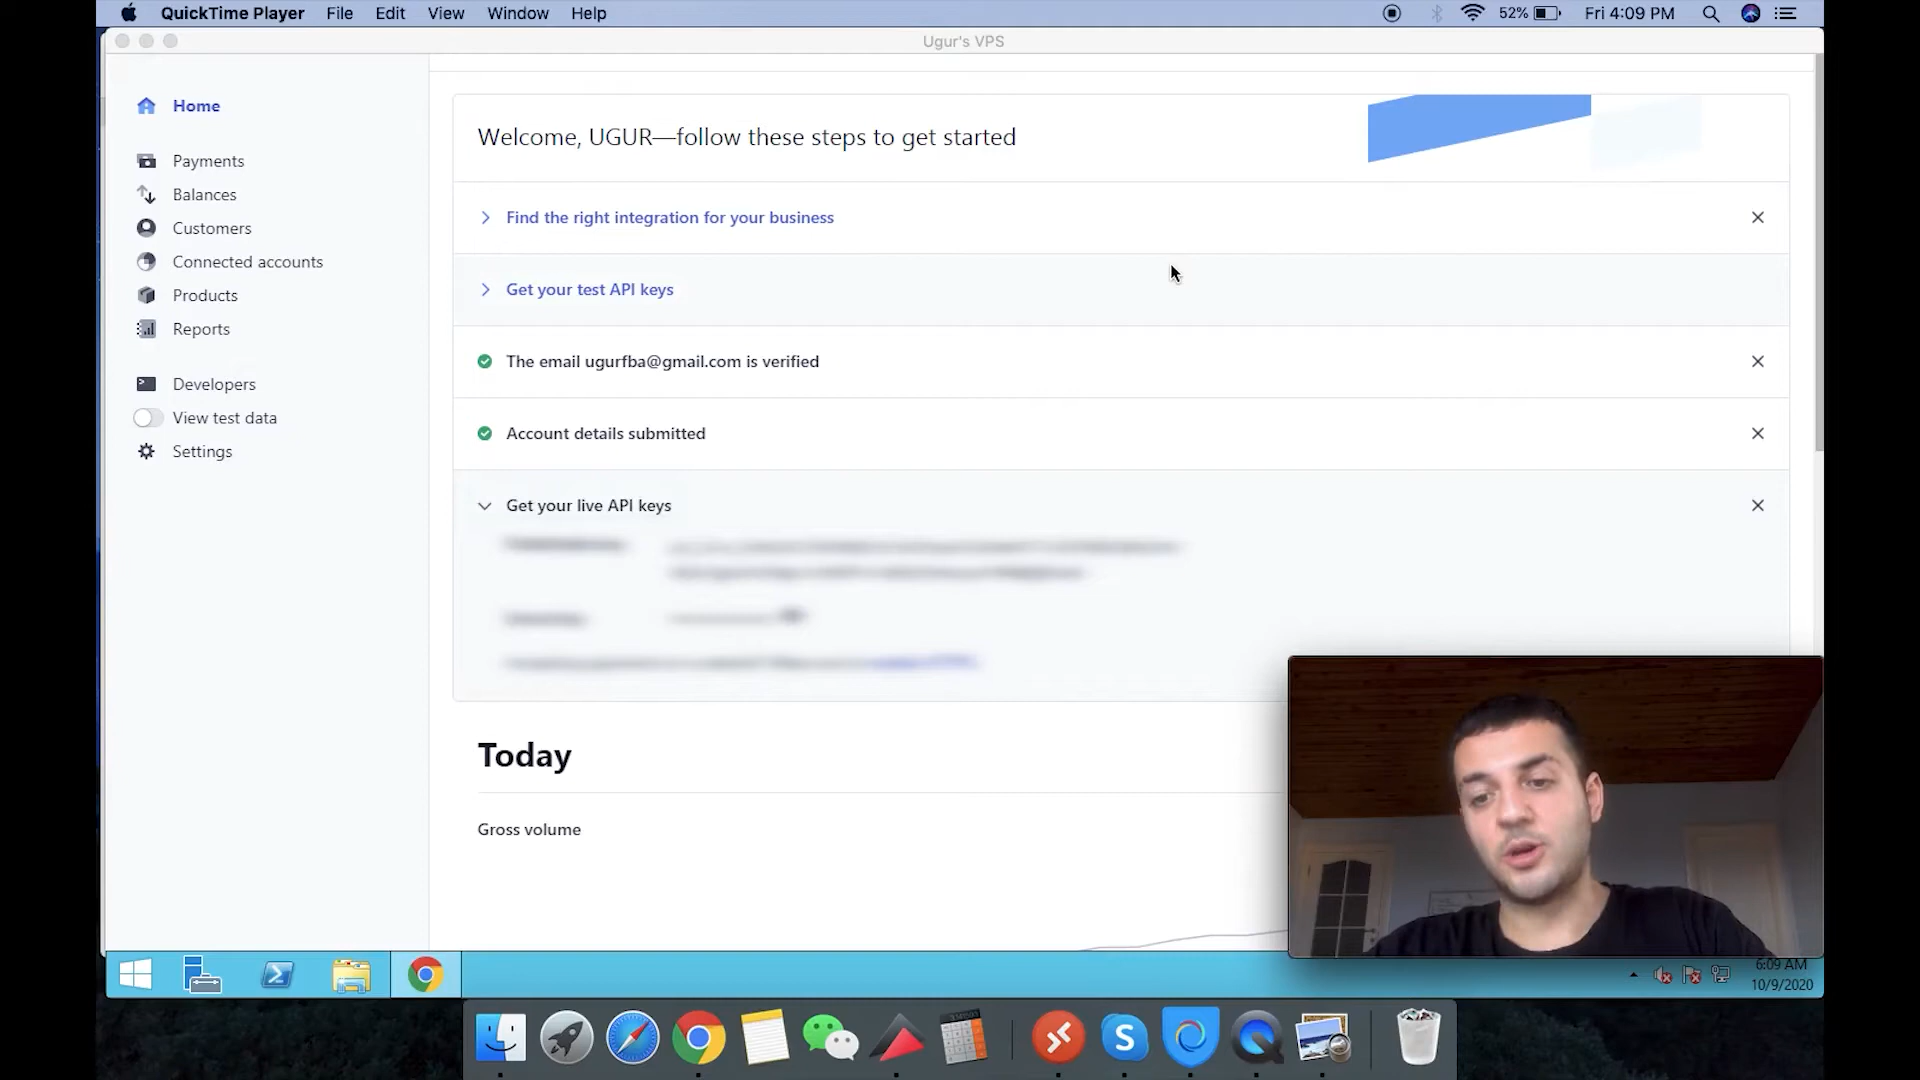 QuickTime Player File Edit View Window Help 52% Fri 4:09 PM
Ugur's VPS
Home
Payments
Balances
Customers
Connected accounts
Products
Reports
Developers
View test data
Settings
Welcome, UGUR—follow these steps to get started
Find the right integration for your business
Get your test API keys
The email ugurfba@gmail.com is verified
Account details submitted
Get your live API keys
Today
Gross volume
6:09 AM
10/9/2020